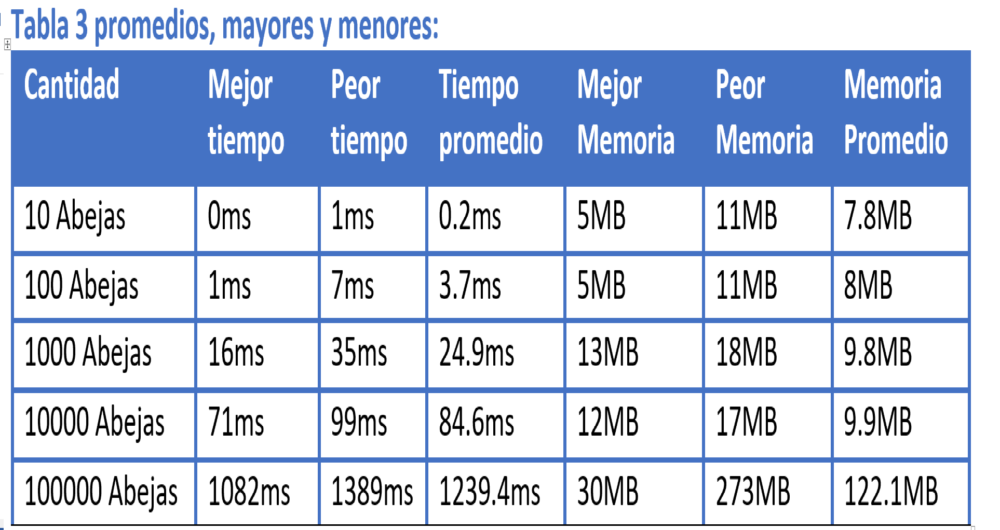 Tabla 3 promedios, mayores y menores:
Cantidad Mejor tiempo Peor tiempo Tiempo promedio Mejor Memoria Peor Memoria Memoria Promedio
10 Abejas 0ms 1ms 0.2ms 5MB 11MB 7.8MB
100 Abejas 1ms 7ms 3.7ms 5MB 11MB 8MB
1000 Abejas 16ms 35ms 24.9ms 13MB 18MB 9.8MB
10000 Abejas 71ms 99ms 84.6ms 12MB 17MB 9.9MB
100000 Abejas 1082ms 1389ms 1239.4ms 30MB 273MB 122.1MB